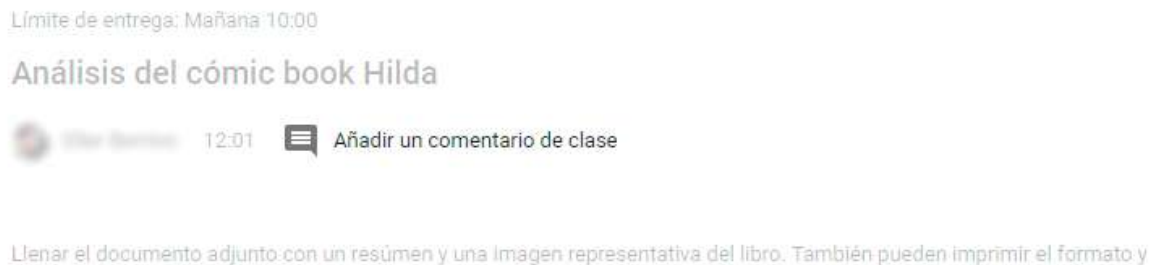 Límite de entrega: Mañana 10:00
Análisis del cómic book Hilda
12:01 Añadir un comentario de clase
Llenar el documento adjunto con un resúmen y una imagen representativa del libro. También pueden imprimir el formato y